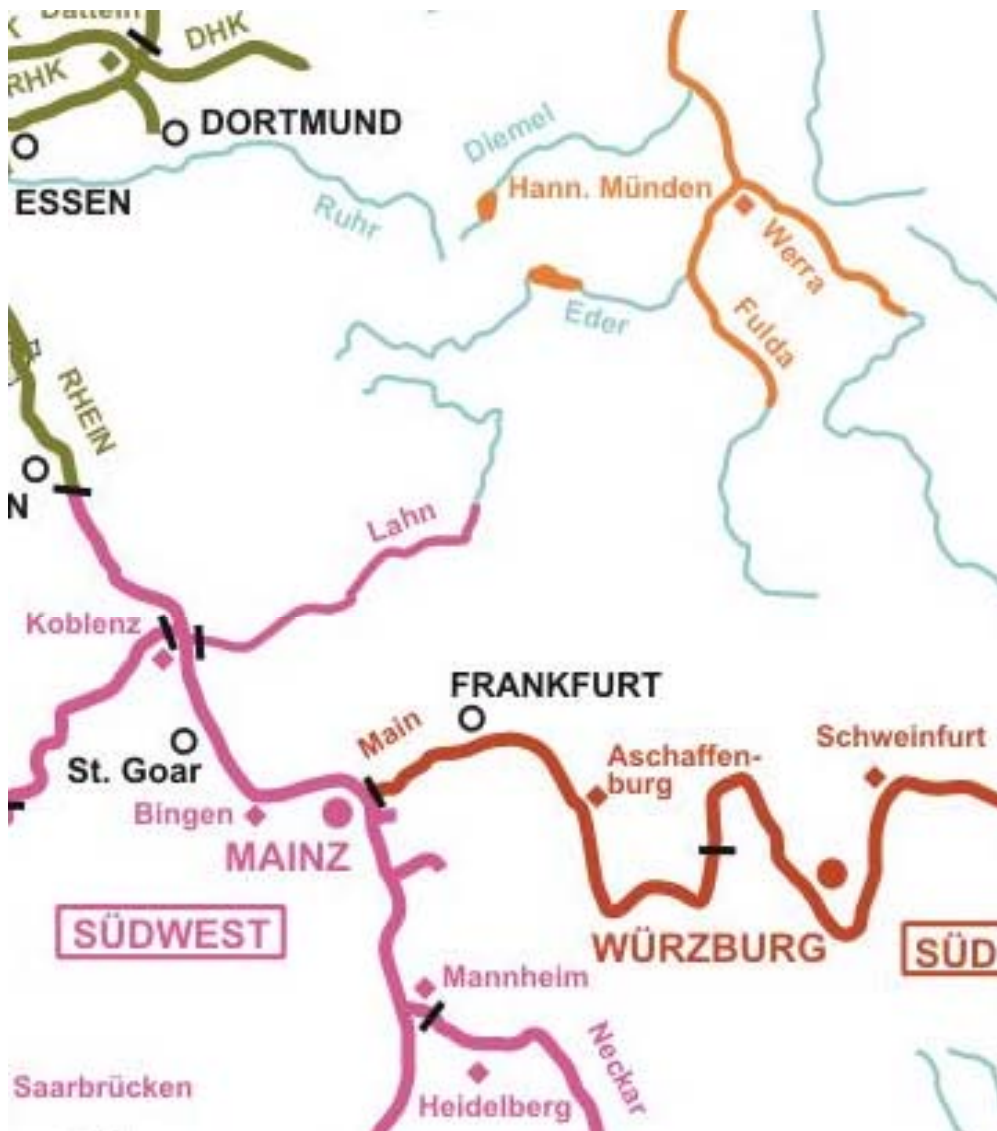 Datteln
DHK
RHK
DORTMUND
ESSEN
Diemel
Hann. Münden
Ruhr
Werra
Eder
Fulda
RHEIN
N
Lahn
Koblenz
FRANKFURT
Main
St. Goar
Aschaffen-
burg
Schweinfurt
Bingen
MAINZ
SÜDWEST
WÜRZBURG
SÜD
Mannheim
Neckar
Saarbrücken
Heidelberg